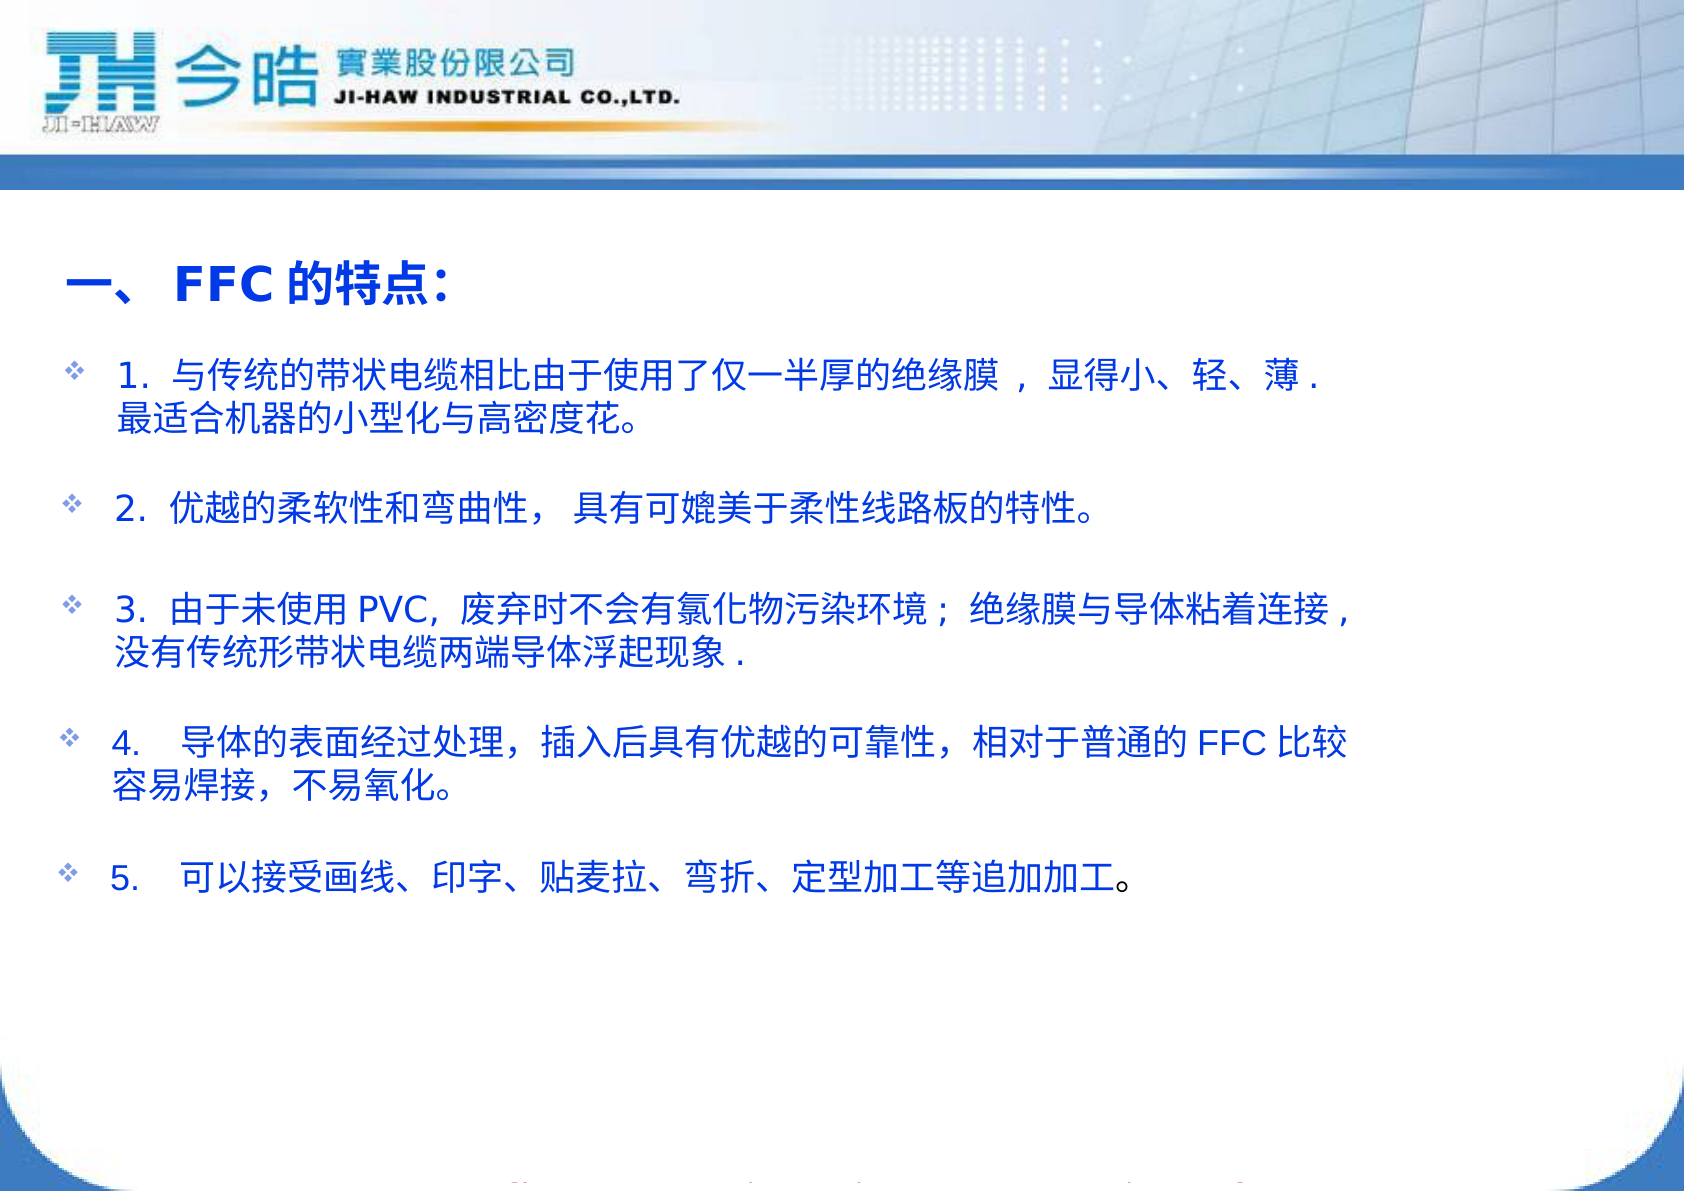 JH 今皓 實業股份限公司
JI-HAW INDUSTRIAL CO.,LTD.
JI-HAW
一、 FFC 的特点：
1. 与传统的带状电缆相比由于使用了仅一半厚的绝缘膜 , 显得小、轻、薄 .
最适合机器的小型化与高密度花。
2. 优越的柔软性和弯曲性， 具有可媲美于柔性线路板的特性。
3. 由于未使用 PVC, 废弃时不会有氯化物污染环境 ; 绝缘膜与导体粘着连接 ,
没有传统形带状电缆两端导体浮起现象 .
4. 导体的表面经过处理，插入后具有优越的可靠性，相对于普通的 FFC 比较
容易焊接，不易氧化。
5. 可以接受画线、印字、贴麦拉、弯折、定型加工等追加加工。